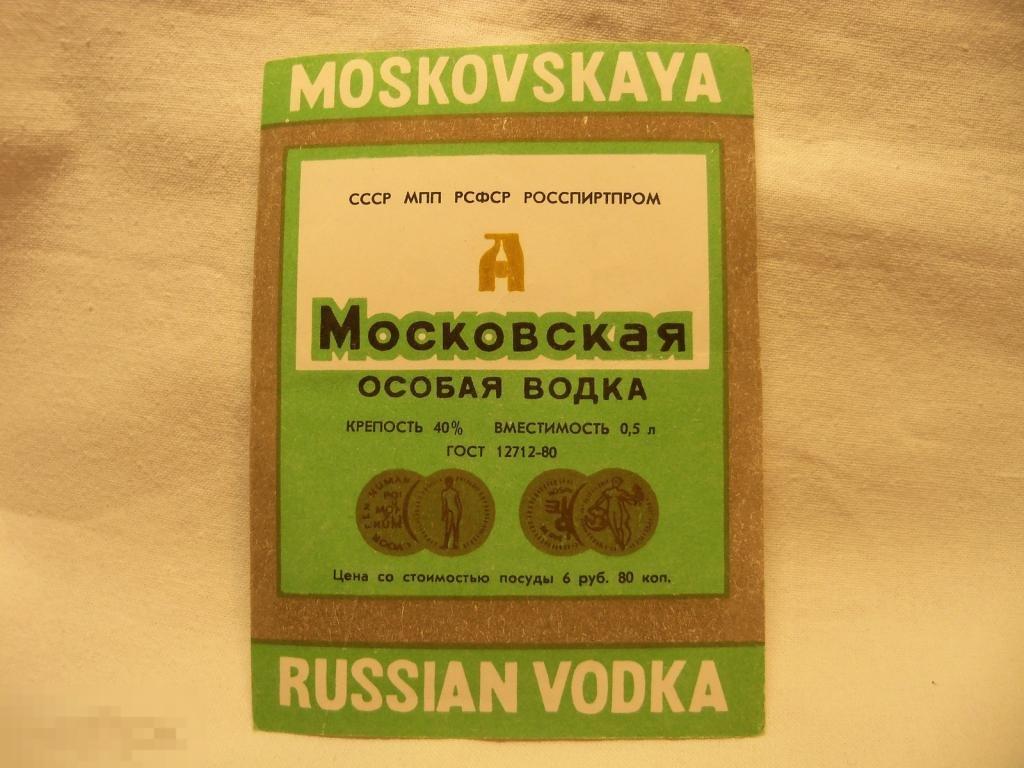 MOSKOVSKAYA
СССР МПП РСФСР РОССПИРТПРОМ
Московская
ОСОБАЯ ВОДКА
КРЕПОСТЬ 40% ВМЕСТИМОСТЬ 0,5 л
ГОСТ 12712-80
Цена со стоимостью посуды 6 руб. 80 коп.
RUSSIAN VODKA